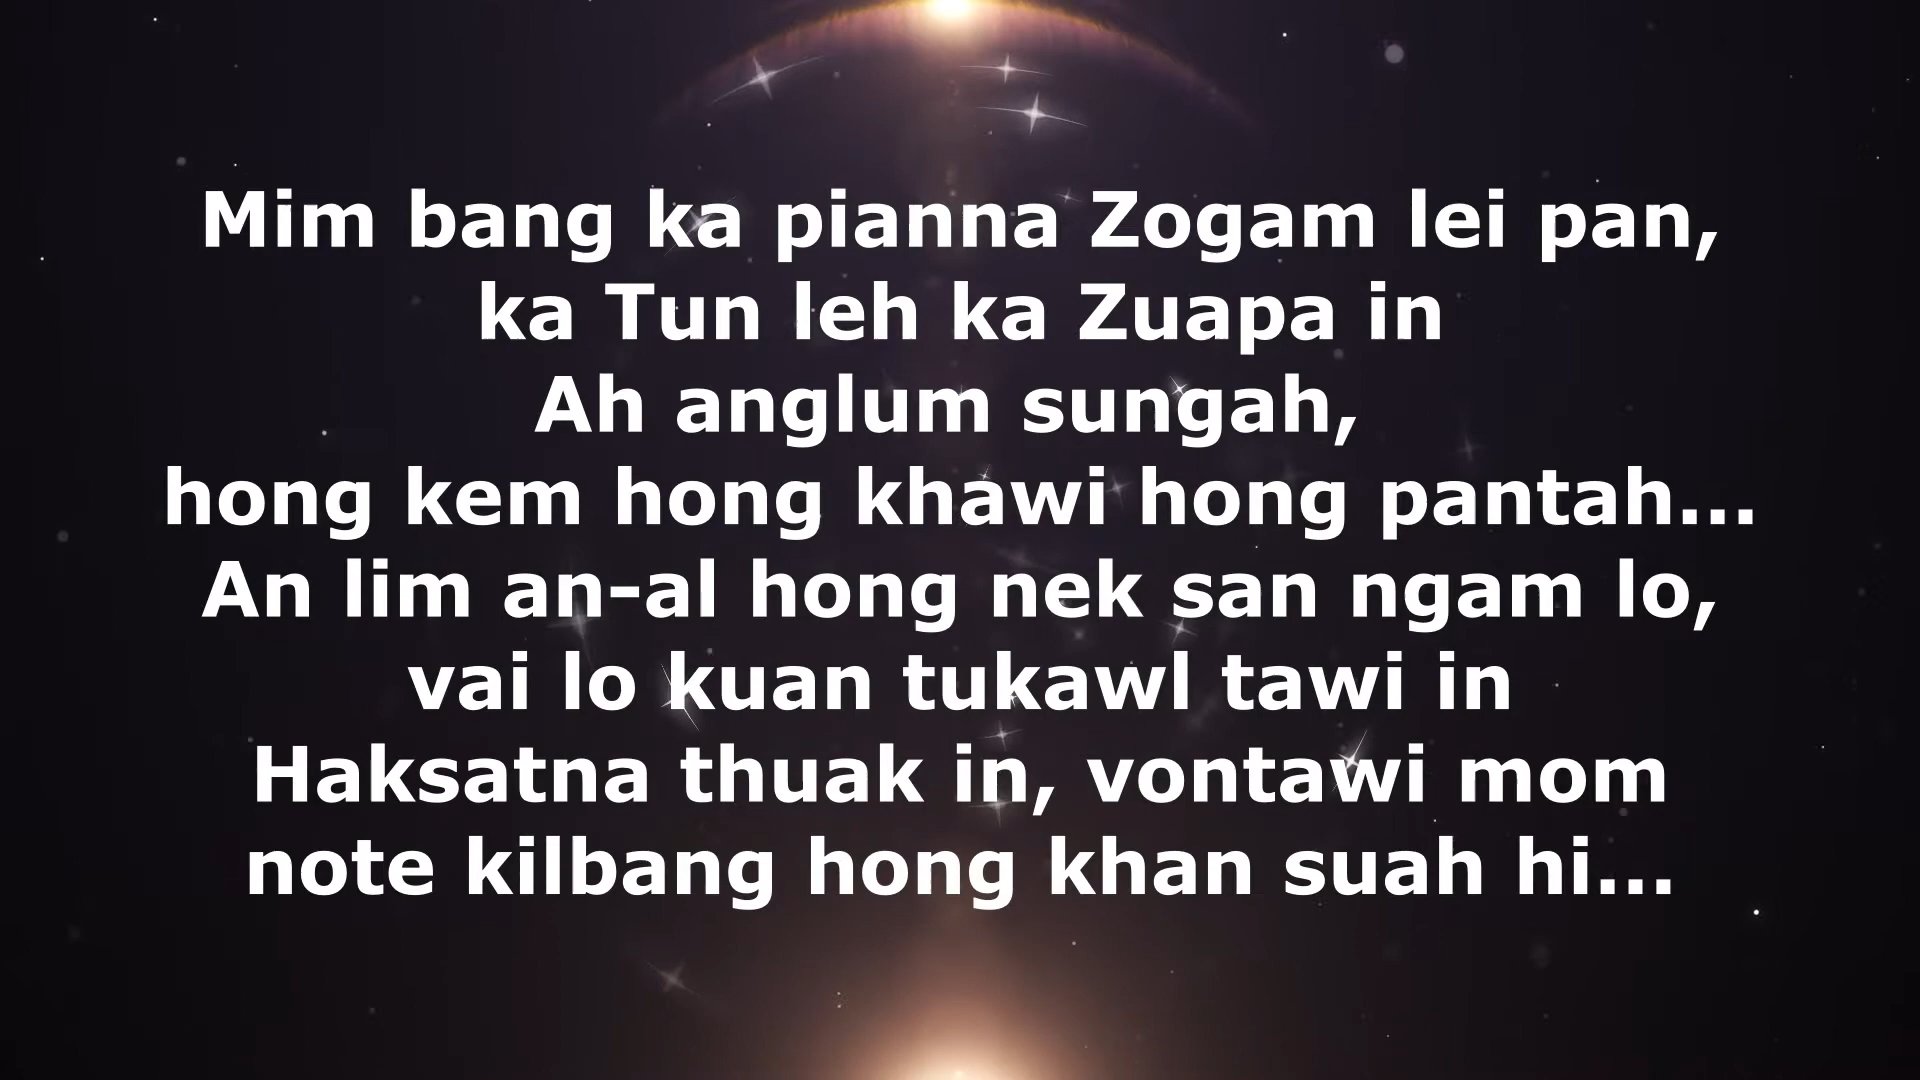 Mim bang ka pianna Zogam lei pan,
ka Tun leh ka Zuapa in
Ah anglum sungah,
hong kem hong khawi hong pantah...
An lim an-al hong nek san ngam lo,
vai lo kuan tukawl tawi in
Haksatna thuak in, vontawi mom
note kilbang hong khan suah hi...